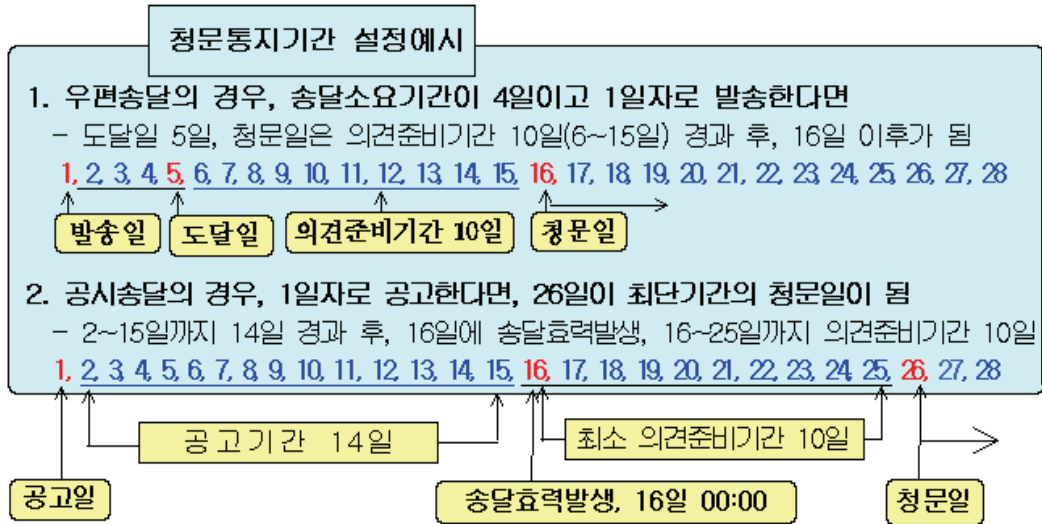 청문통지기간 설정예시
1. 우편송달의 경우, 송달소요기간이 4일이고 1일자로 발송한다면
- 도달일 5일, 청문일은 의견준비기간 10일(6~15일) 경과 후, 16일 이후가 됨
1, 2, 3, 4, 5, 6, 7, 8, 9, 10, 11, 12, 13, 14, 15, 16, 17, 18, 19, 20, 21, 22, 23, 24, 25, 26, 27, 28
발송일 도달일 의견준비기간 10일 청문일
2. 공시송달의 경우, 1일자로 공고한다면, 26일이 최단기간의 청문일이 됨
- 2~15일까지 14일 경과 후, 16일에 송달효력발생, 16~25일까지 의견준비기간 10일
1, 2, 3, 4, 5, 6, 7, 8, 9, 10, 11, 12, 13, 14, 15, 16, 17, 18, 19, 20, 21, 22, 23, 24, 25, 26, 27, 28
공고기간 14일 최소 의견준비기간 10일
공고일 송달효력발생, 16일 00:00 청문일